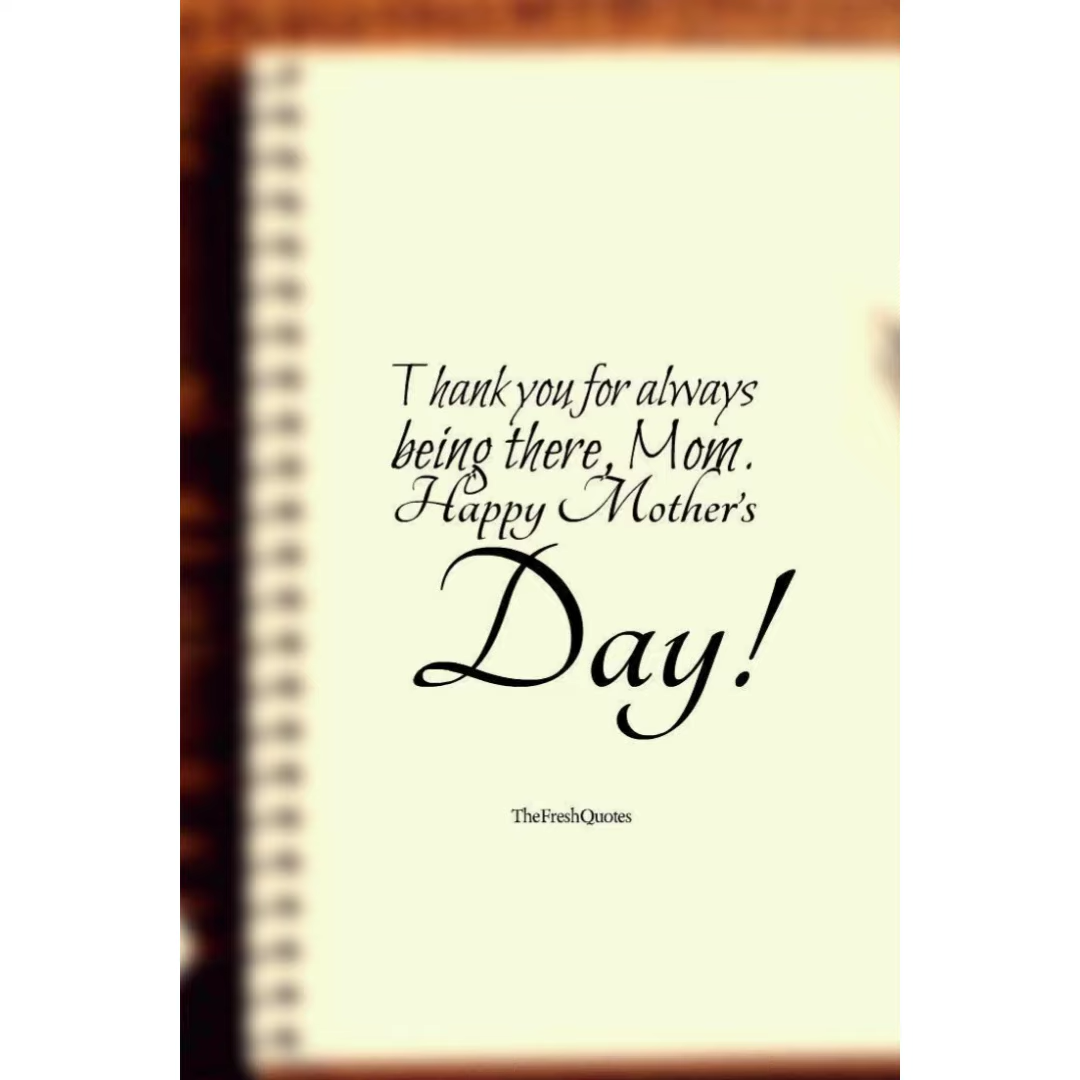 Thank you for always
being there, Mom.
Happy Mother's
Day!
TheFreshQuotes